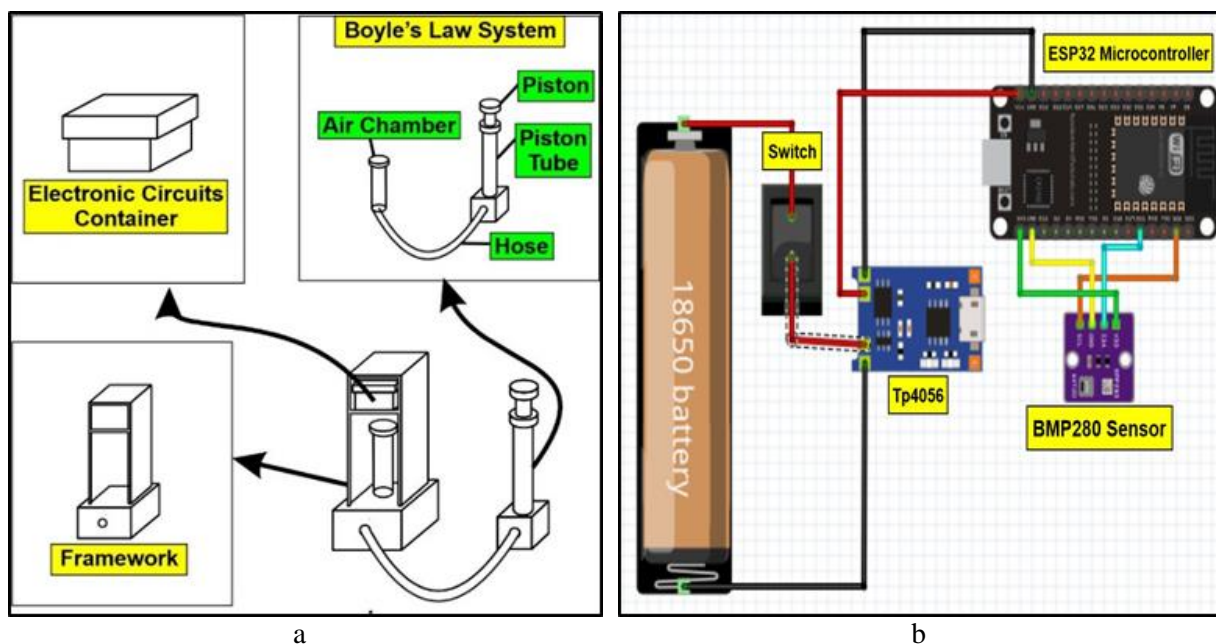 Boyle's Law System
Piston
Air Chamber
Piston
Tube
Electronic Circuits
Container
Hose
Framework
a
ESP32 Microcontroller
Switch
18650 battery
Tp4056
BMP280 Sensor
b